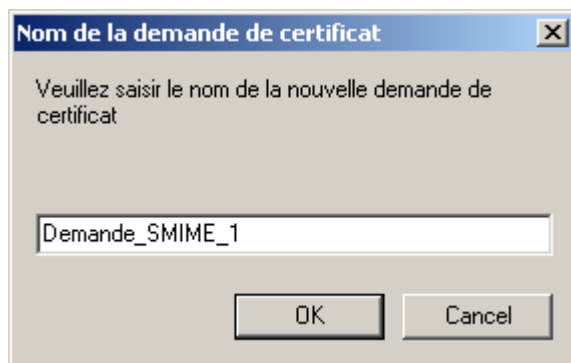 Nom de la demande de certificat
Veuillez saisir le nom de la nouvelle demande de
certificat
Demande_SMIME_1
OK
Cancel